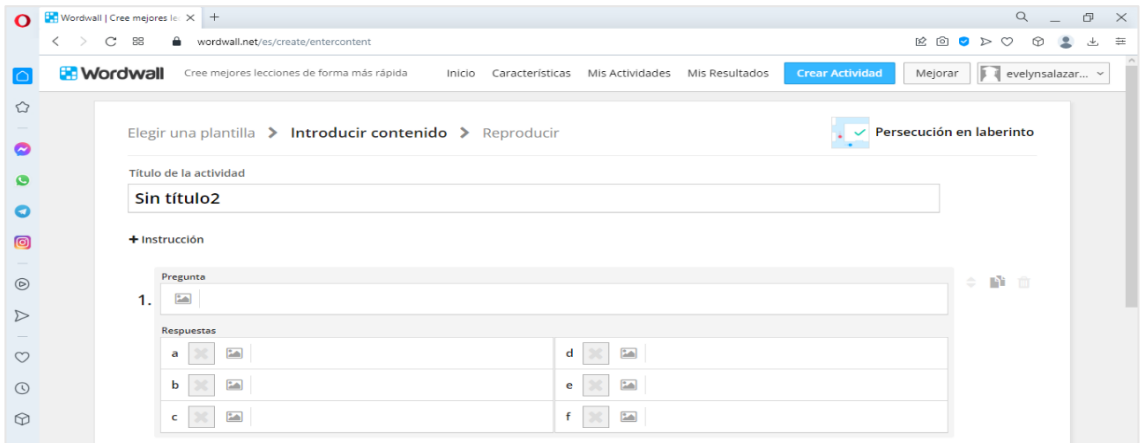 Wordwall | Cree mejores le
wordwall.net/es/create/entercontent
Wordwall Cree mejores lecciones de forma más rápida Inicio Características Mis Actividades Mis Resultados Crear Actividad Mejorar evelynsalazar...
Elegir una plantilla > Introducir contenido > Reproducir Persecución en laberinto
Título de la actividad
Sin título2
+ Instrucción
Pregunta
1.
Respuestas
a d
b e
c f